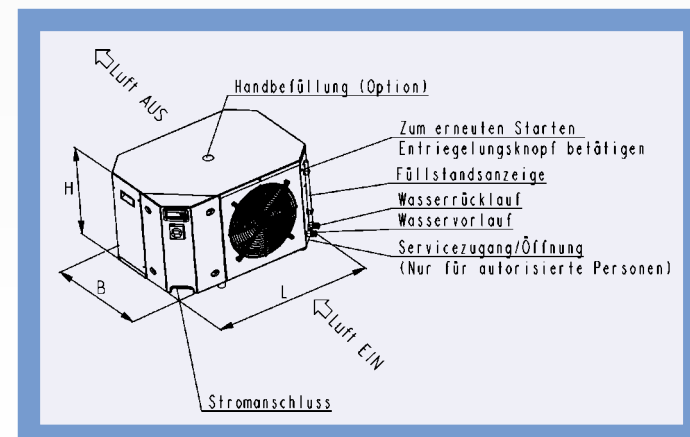 Luft AUS
Handbefüllung (Option)
Zum erneuten Starten
Entriegelungsknopf betätigen
Füllstandsanzeige
Wasserrücklauf
Wasservorlauf
Servicezugang/Öffnung
(Nur für autorisierte Personen)
H
B
L
Luft EIN
Stromanschluss